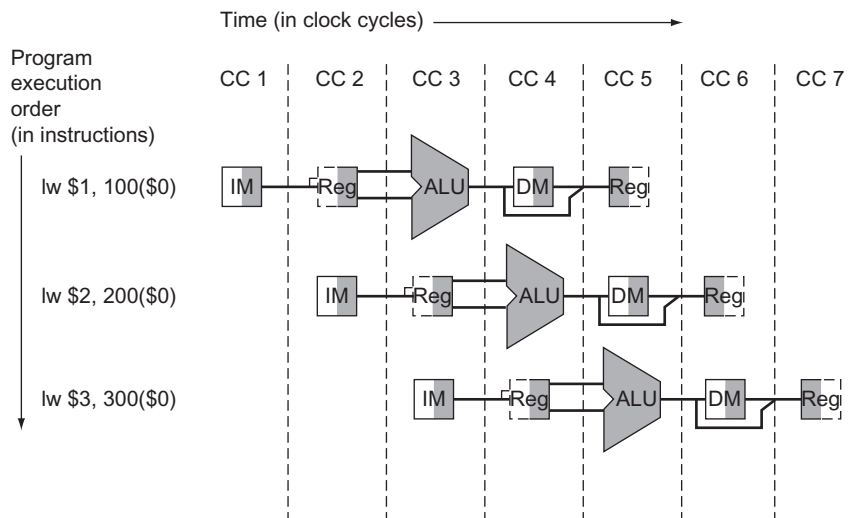 Time (in clock cycles)
Program
execution
order
(in instructions)
CC 1 CC 2 CC 3 CC 4 CC 5 CC 6 CC 7
lw $1, 100($0) IM Reg ALU DM Reg
lw $2, 200($0) IM Reg ALU DM Reg
lw $3, 300($0) IM Reg ALU DM Reg